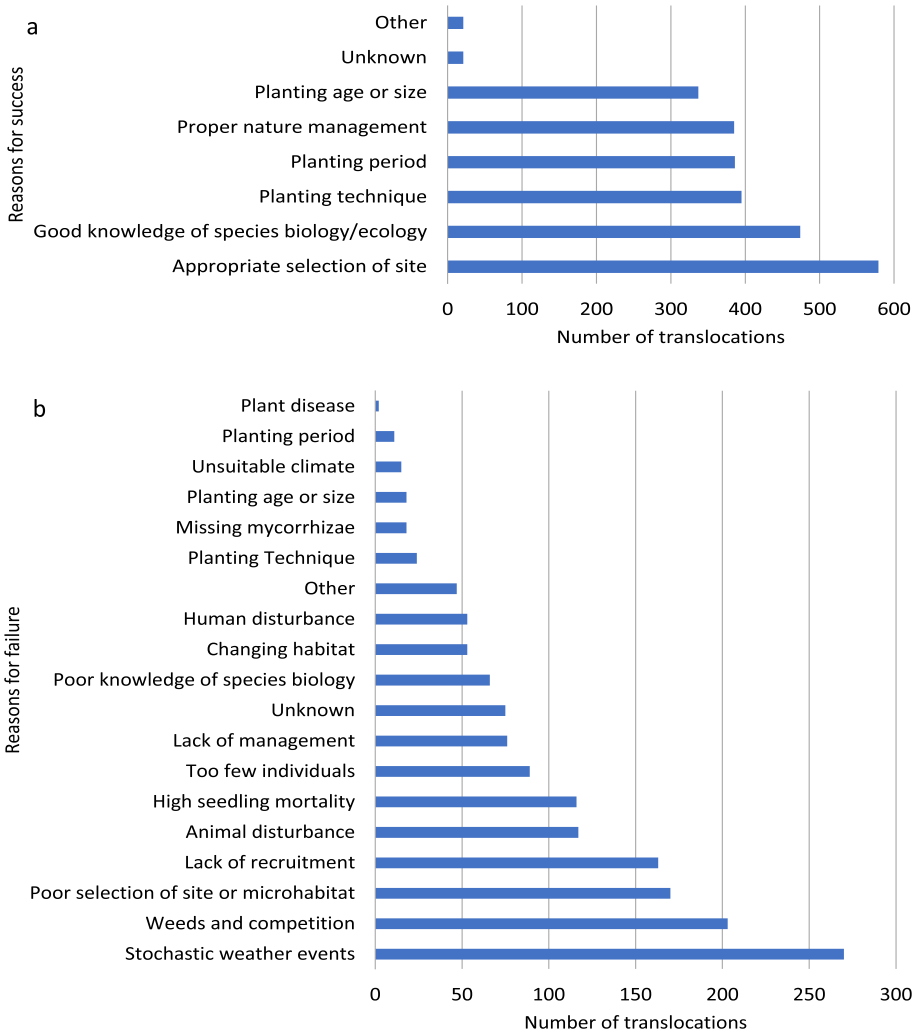 a
Reasons for success
Other
Unknown
Planting age or size
Proper nature management
Planting period
Planting technique
Good knowledge of species biology/ecology
Appropriate selection of site
0 100 200 300 400 500 600
Number of translocations
b
Reasons for failure
Plant disease
Planting period
Unsuitable climate
Planting age or size
Missing mycorrhizae
Planting Technique
Other
Human disturbance
Changing habitat
Poor knowledge of species biology
Unknown
Lack of management
Too few individuals
High seedling mortality
Animal disturbance
Lack of recruitment
Poor selection of site or microhabitat
Weeds and competition
Stochastic weather events
0 50 100 150 200 250 300
Number of translocations